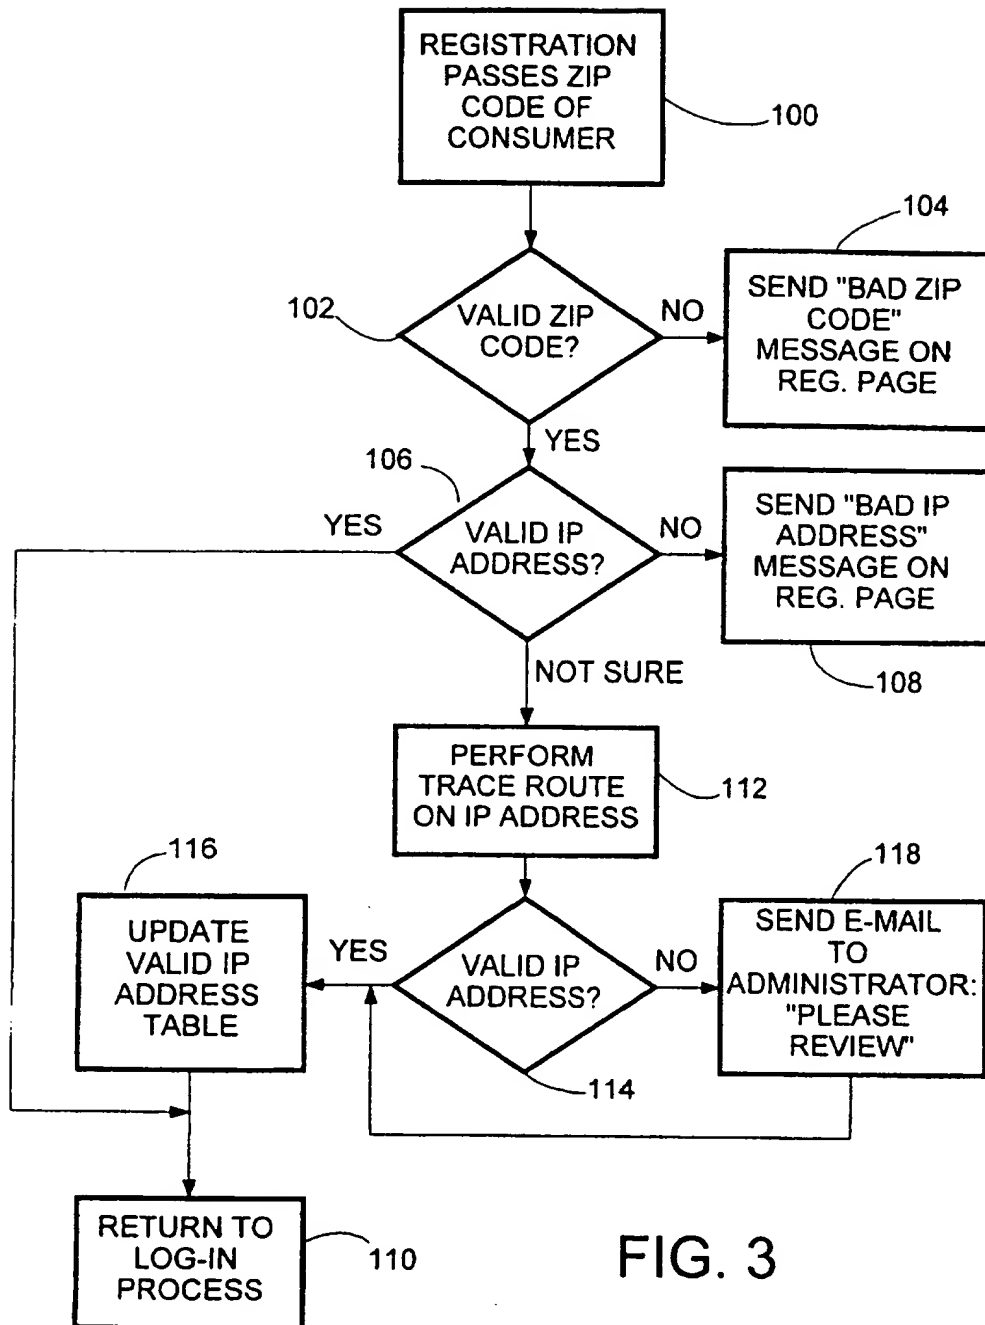 REGISTRATION
PASSES ZIP
CODE OF
CONSUMER
100
104
102
VALID ZIP
CODE?
NO
SEND "BAD ZIP
CODE"
MESSAGE ON
REG. PAGE
YES
106
YES
VALID IP
ADDRESS?
NO
SEND "BAD IP
ADDRESS"
MESSAGE ON
REG. PAGE
108
NOT SURE
PERFORM
TRACE ROUTE
ON IP ADDRESS
112
116
118
UPDATE
VALID IP
ADDRESS
TABLE
YES
VALID IP
ADDRESS?
NO
SEND E-MAIL
TO
ADMINISTRATOR:
"PLEASE
REVIEW"
114
RETURN TO
LOG-IN
PROCESS
110
FIG. 3